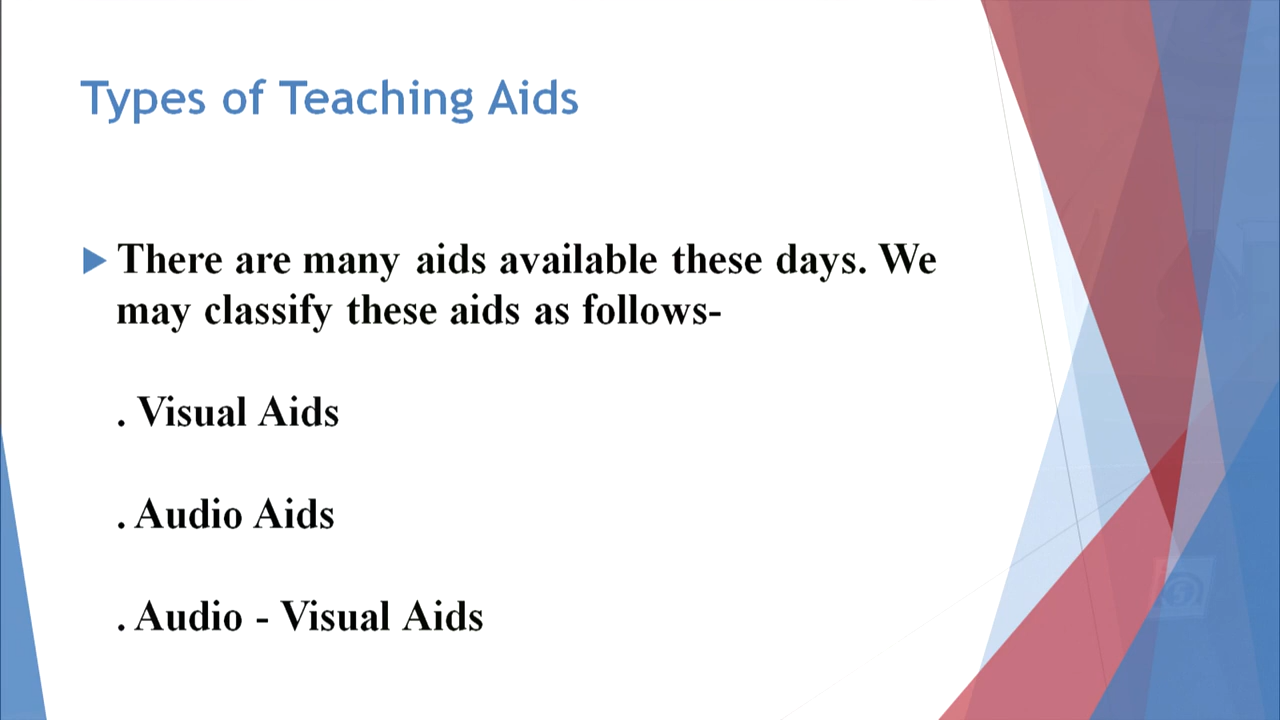 Types of Teaching Aids
There are many aids available these days. We
may classify these aids as follows-
. Visual Aids
. Audio Aids
. Audio - Visual Aids